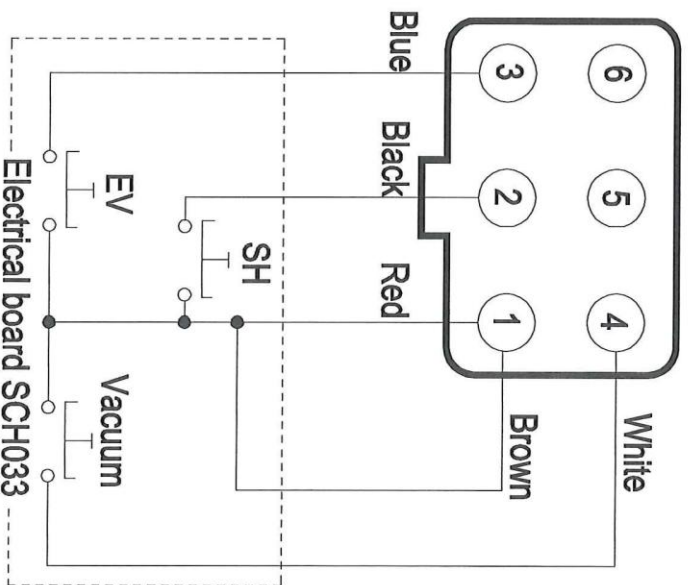 Blue
Black
Red
Brown
White
3
2
1
6
5
4
EV
SH
Vacuum
Electrical board SCH033